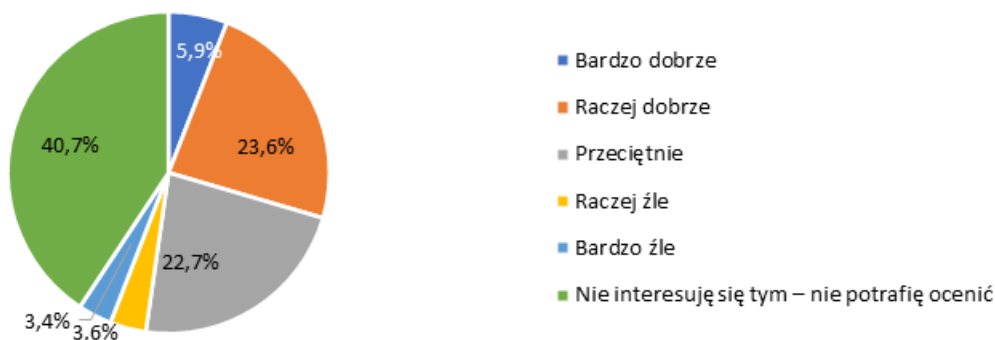 5,9%
23,6%
22,7%
3,6%
3,4%
40,7%
Bardzo dobrze
Raczej dobrze
Przeciętnie
Raczej źle
Bardzo źle
Nie interesuję się tym – nie potrafię ocenić